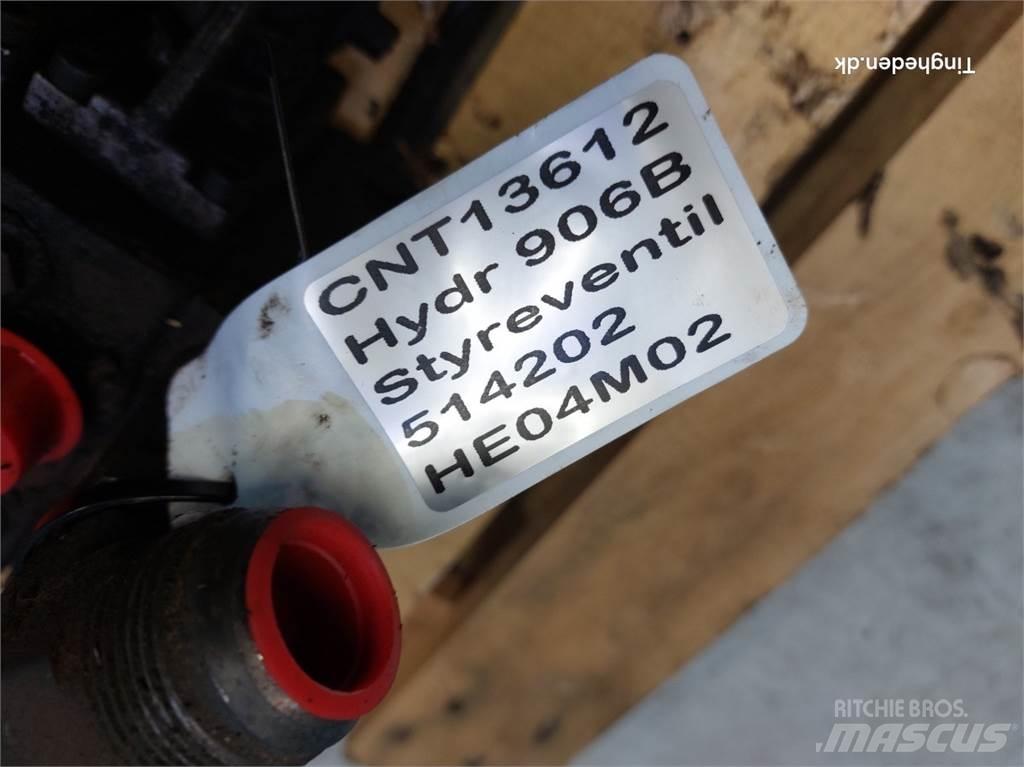 Tingheden.dk
CNT13612
Hydr 906B
Styreventil
514202
HE04M02
RITCHIE BROS.
MASCUS